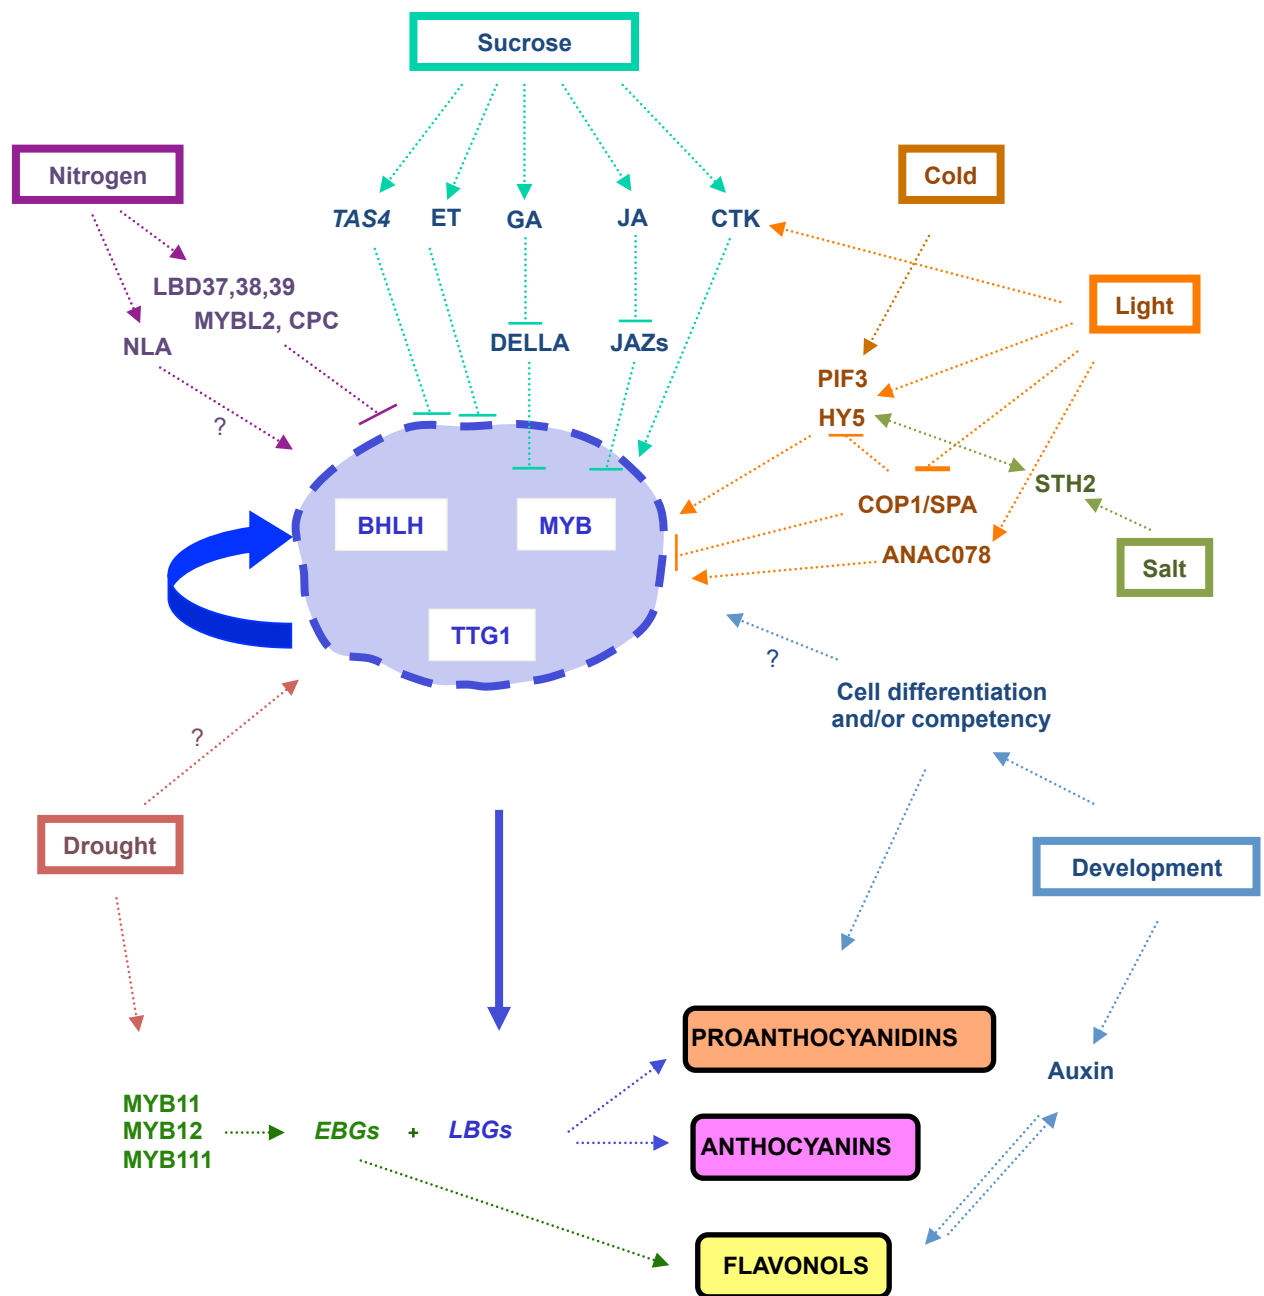 Sucrose
Nitrogen
Cold
TAS4
ET
GA
JA
CTK
LBD37,38,39
MYBL2, CPC
Light
NLA
DELLA
JAZs
PIF3
HY5
?
STH2
COP1/SPA
BHLH
MYB
ANAC078
Salt
TTG1
?
Cell differentiation
and/or competency
?
Drought
Development
PROANTHOCYANIDINS
Auxin
MYB11
MYB12
MYB111
EBGs + LBGs
ANTHOCYANINS
FLAVONOLS